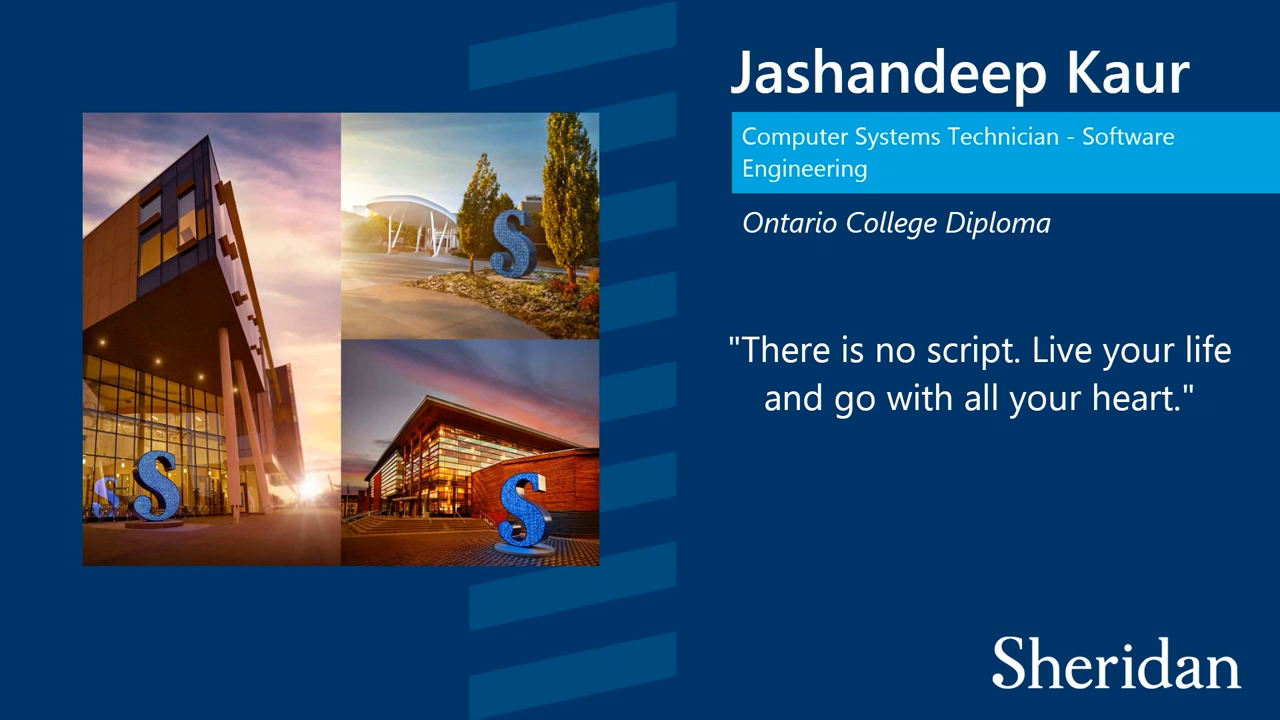 Jashandeep Kaur
Computer Systems Technician - Software
Engineering
Ontario College Diploma
"There is no script. Live your life
and go with all your heart."
S
S
S
S
Sheridan